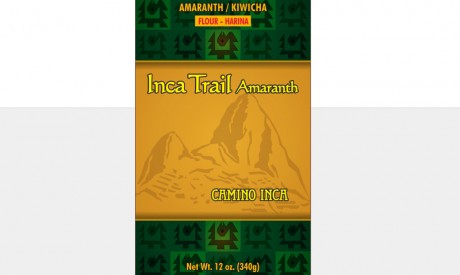 AMARANTH / KIWICHA
FLOUR - HARINA
Inca Trail Amaranth
CAMINO INCA
Net Wt. 12 oz. (340g)